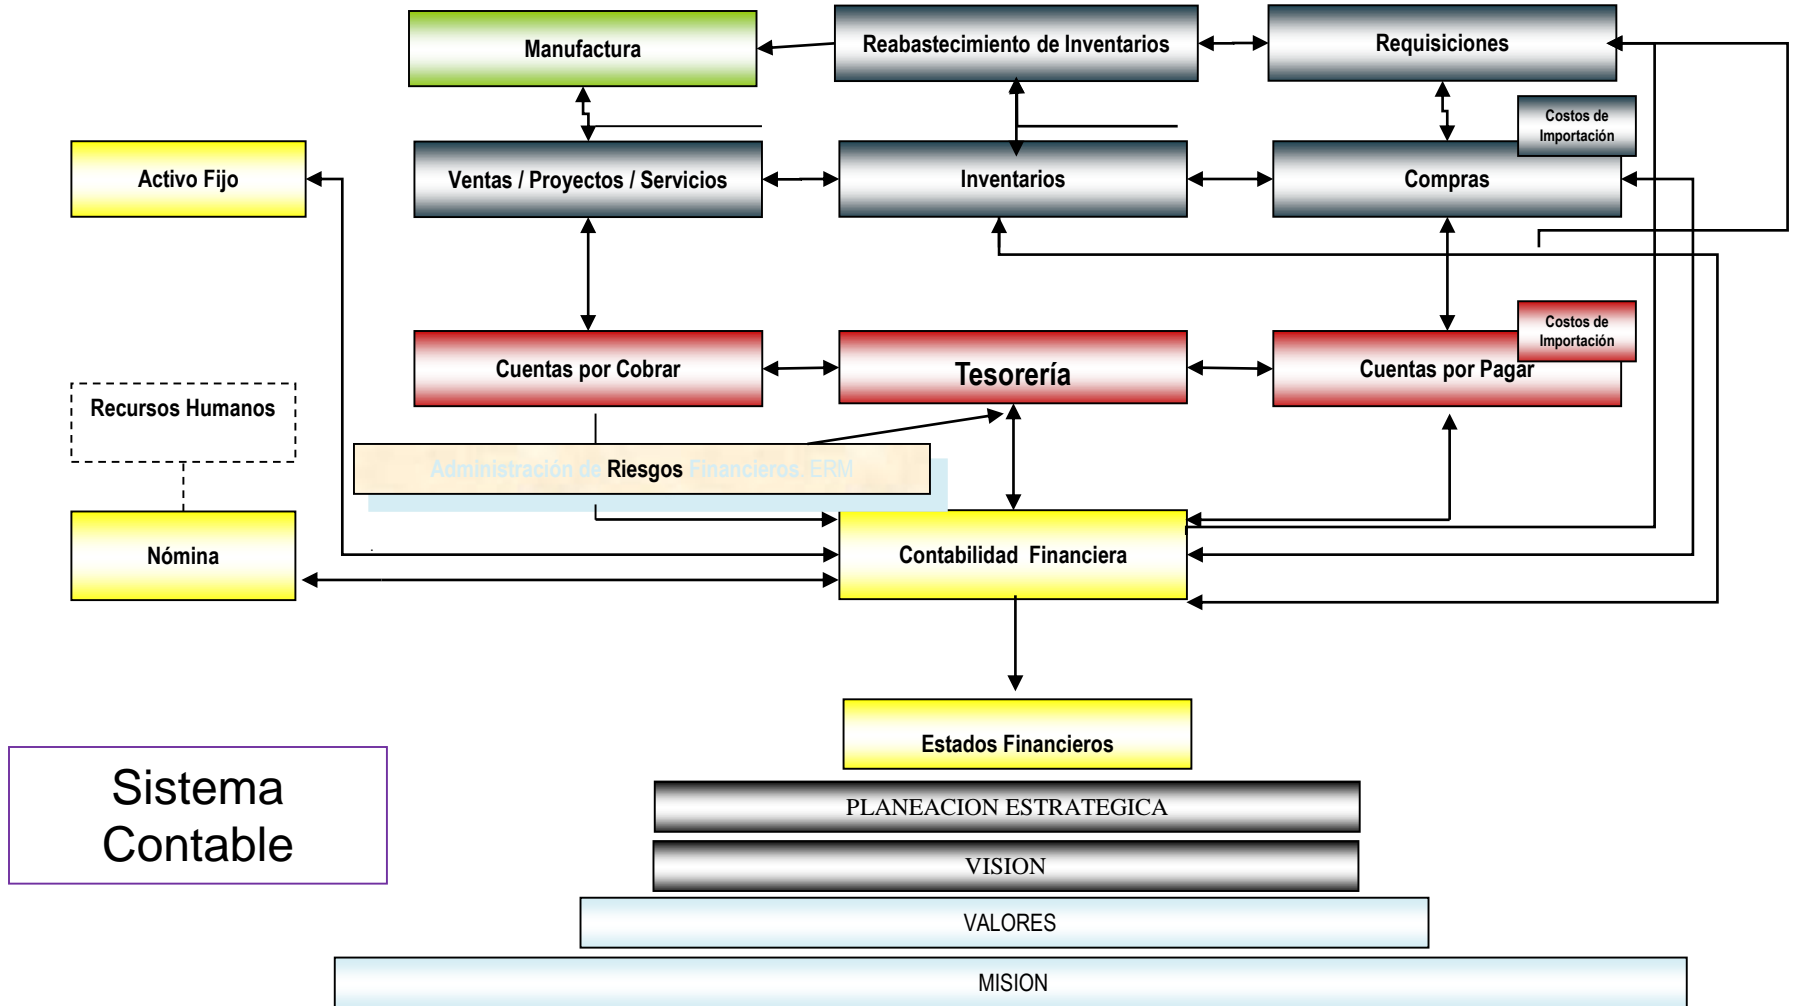 Manufactura
Reabastecimiento de Inventarios
Requisiciones
Costos de
Importación
Activo Fijo
Ventas / Proyectos / Servicios
Inventarios
Compras
Costos de
Importación
Cuentas por Cobrar
Tesorería
Cuentas por Pagar
Recursos Humanos
Administración de Riesgos Financieros. ERM
Nómina
Contabilidad Financiera
Estados Financieros
Sistema
Contable
PLANEACION ESTRATEGICA
VISION
VALORES
MISION